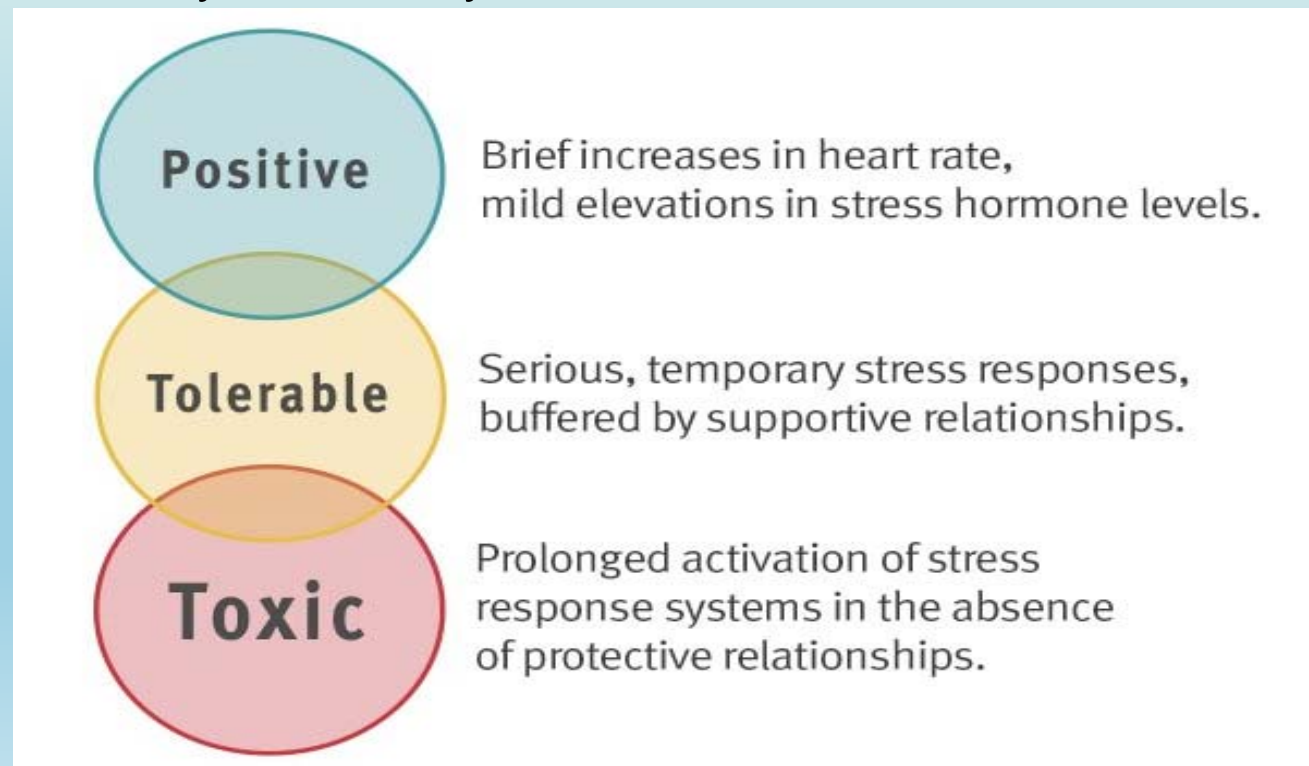 Positive
Brief increases in heart rate,
mild elevations in stress hormone levels.
Tolerable
Serious, temporary stress responses,
buffered by supportive relationships.
Toxic
Prolonged activation of stress
response systems in the absence
of protective relationships.